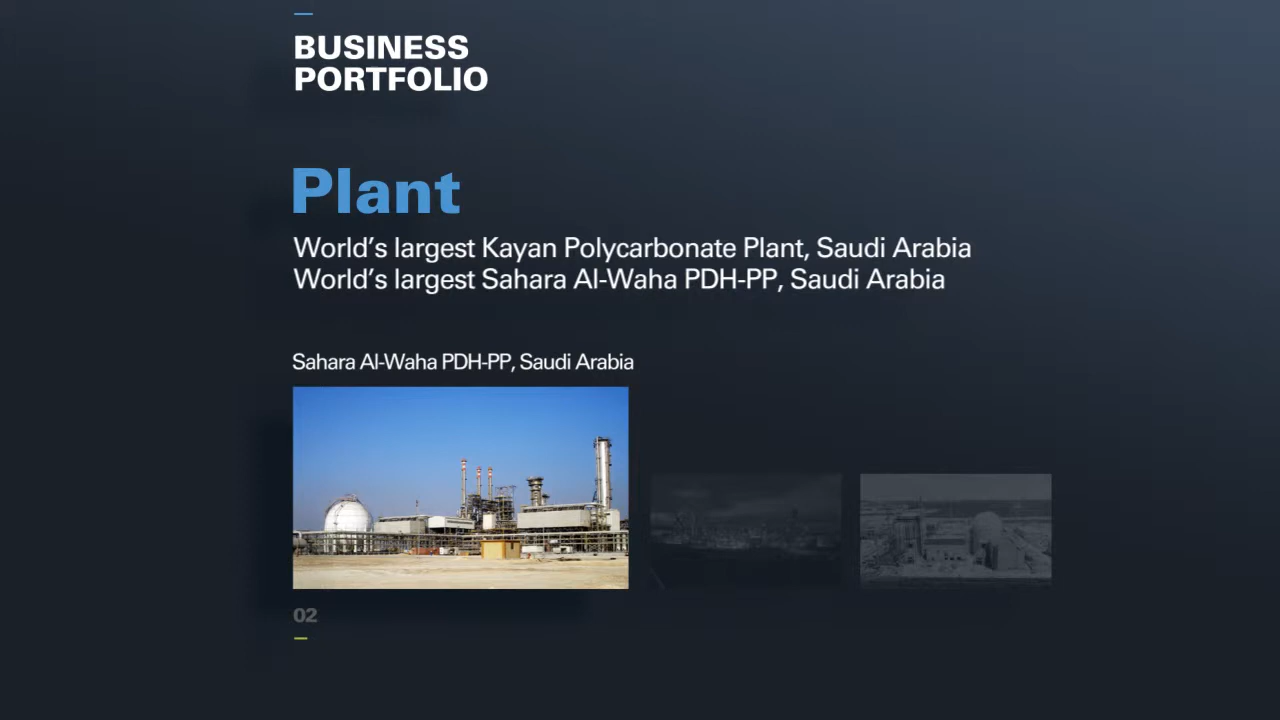 BUSINESS
PORTFOLIO
Plant
World’s largest Kayan Polycarbonate Plant, Saudi Arabia
World’s largest Sahara Al-Waha PDH-PP, Saudi Arabia
Sahara Al-Waha PDH-PP, Saudi Arabia
02